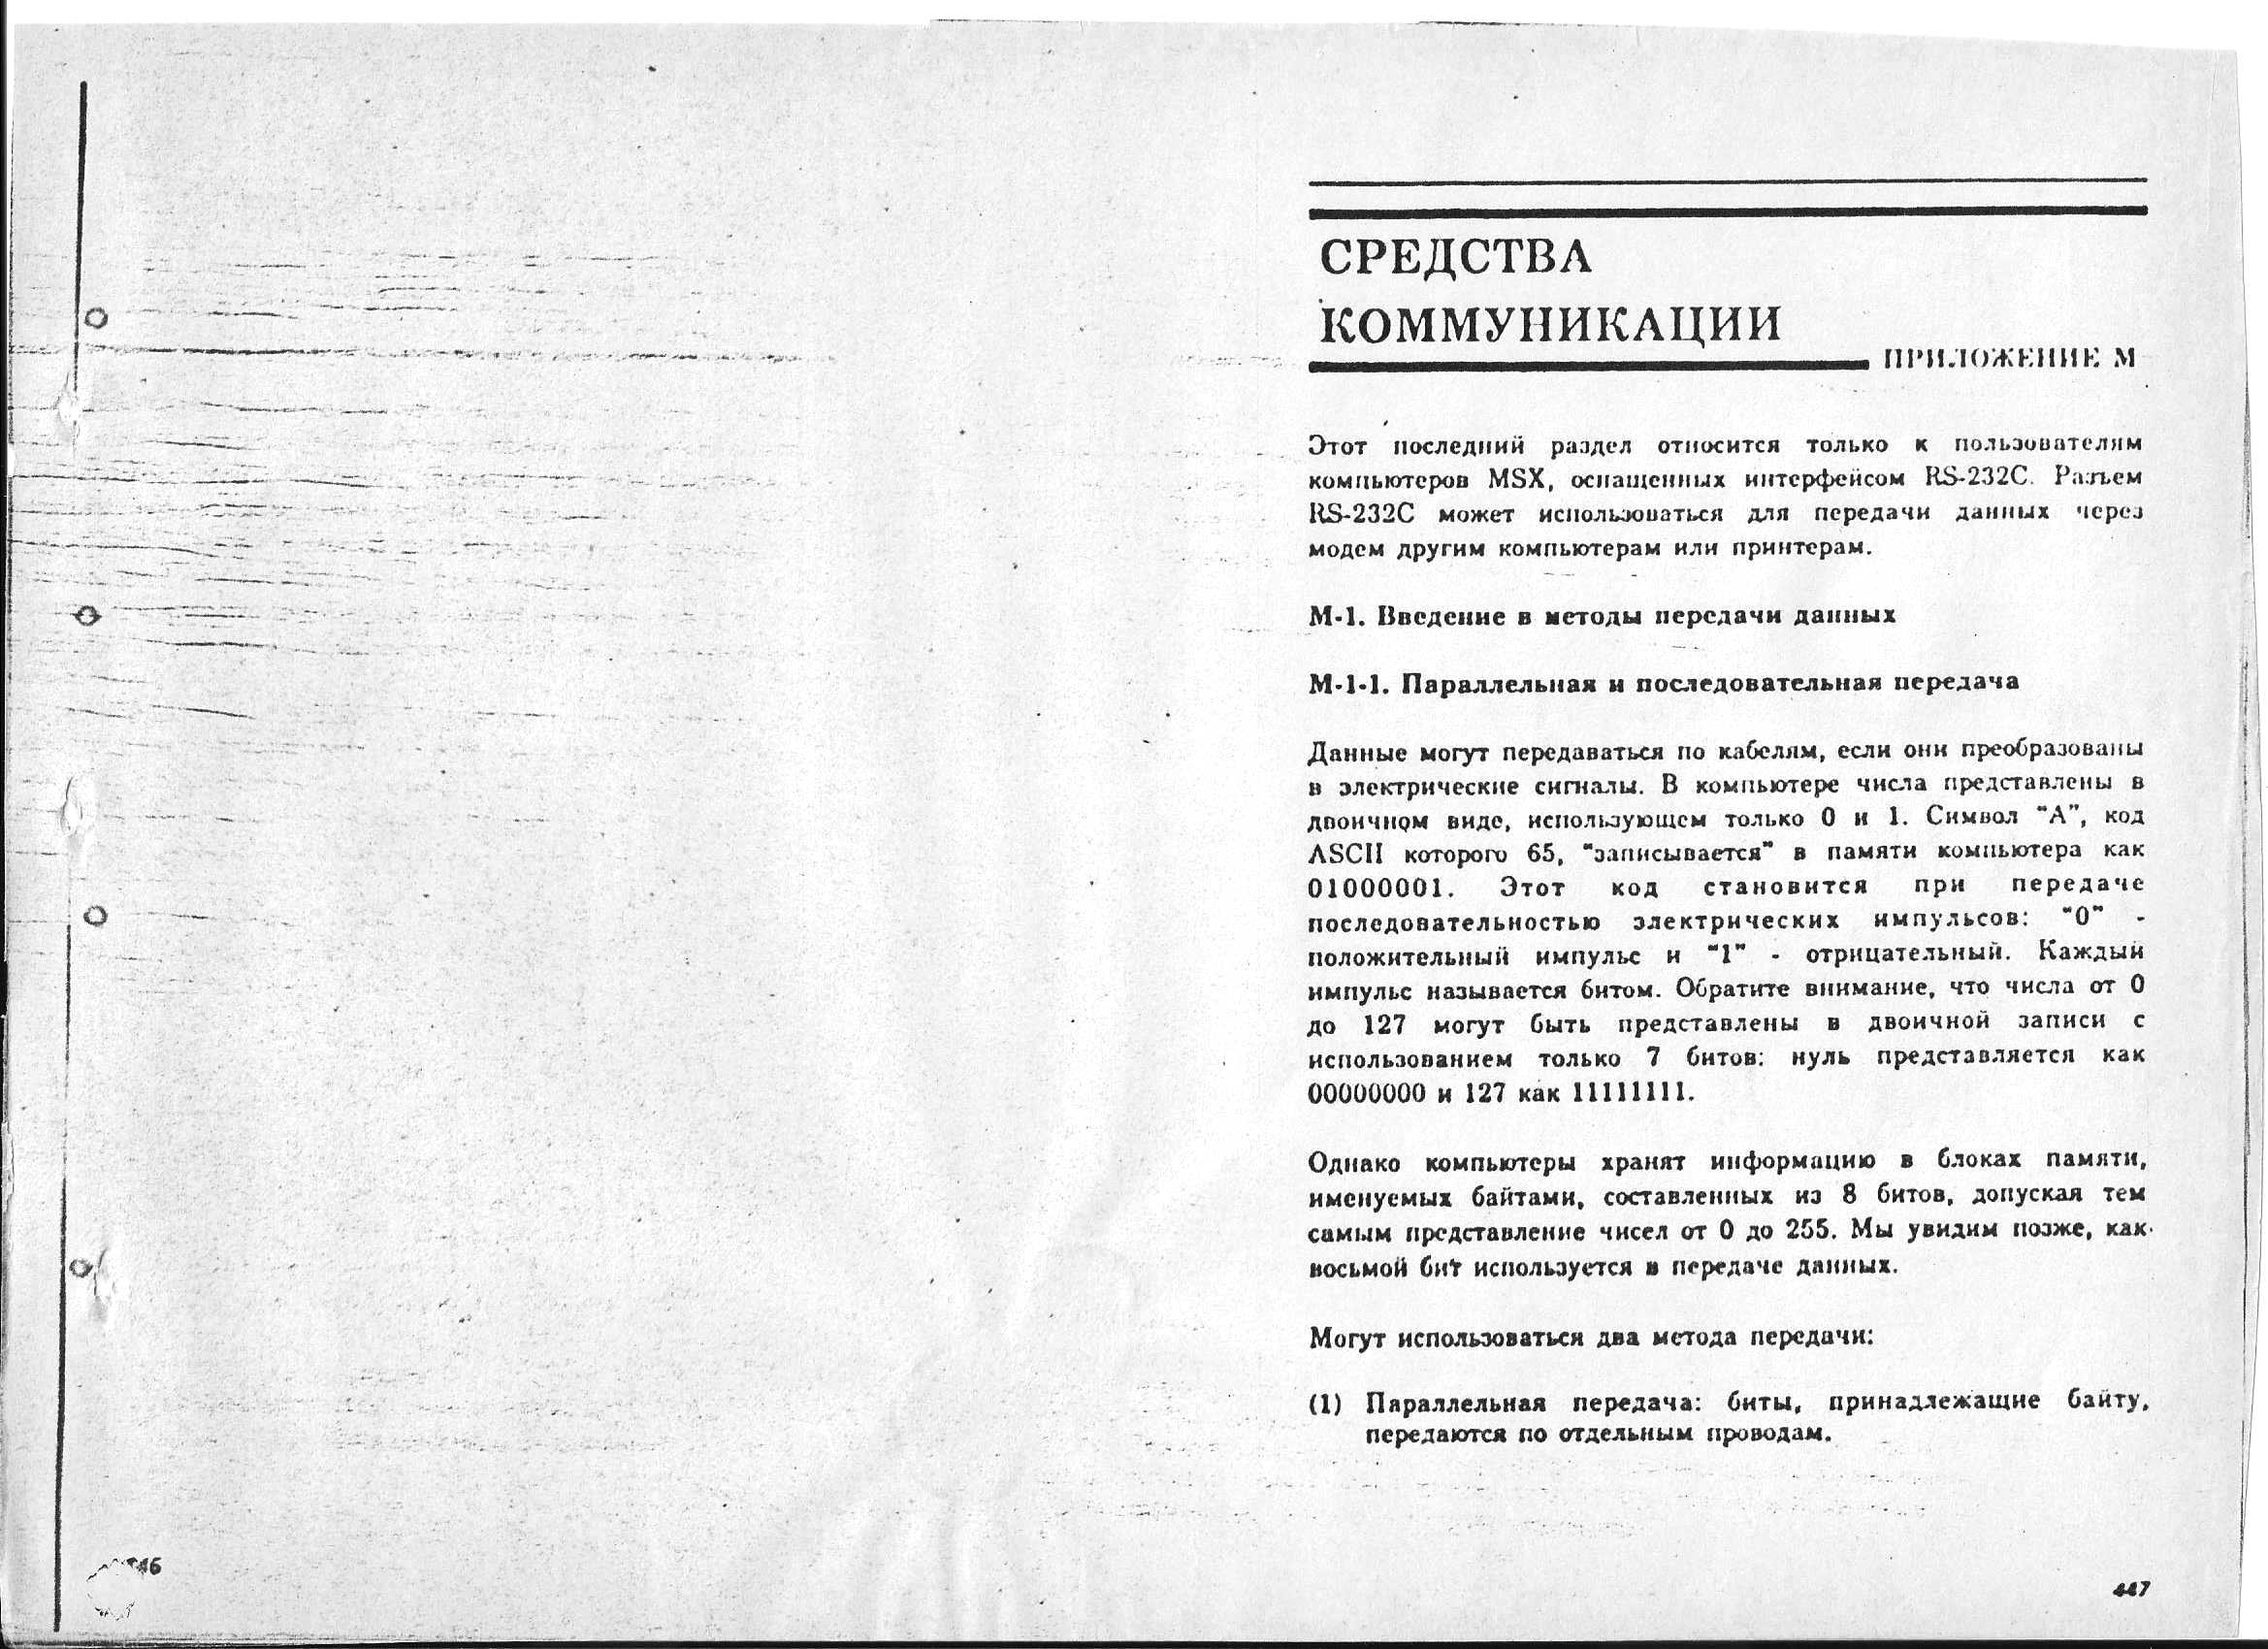 СРЕДСТВА
КОММУНИКАЦИИ
ПРИЛОЖЕНИЕ М
Этот последний раздел относится только к пользователям
компьютеров MSX, оснащенных интерфейсом RS-232C. Разъем
RS-232C может использоваться для передачи данных через
модем другим компьютерам или принтерам.
М-1. Введение в методы передачи данных
М-1-1. Параллельная и последовательная передача
Данные могут передаваться по кабелям, если они преобразованы
в электрические сигналы. В компьютере числа представлены в
двоичном виде, использующем только 0 и 1. Символ "А", код
ASCII которого 65, "записывается" в памяти компьютера как
01000001. Этот код становится при передаче
последовательностью электрических импульсов: "0" -
положительный импульс и "1" - отрицательный. Каждый
импульс называется битом. Обратите внимание, что числа от 0
до 127 могут быть представлены в двоичной записи с
использованием только 7 битов: нуль представляется как
00000000 и 127 как 11111111.
Однако компьютеры хранят информацию в блоках памяти,
именуемых байтами, составленных из 8 битов, допуская тем
самым представление чисел от 0 до 255. Мы увидим позже, как
восьмой бит используется в передаче данных.
Могут использоваться два метода передачи:
(1) Параллельная передача: биты, принадлежащие байту,
передаются по отдельным проводам.
447